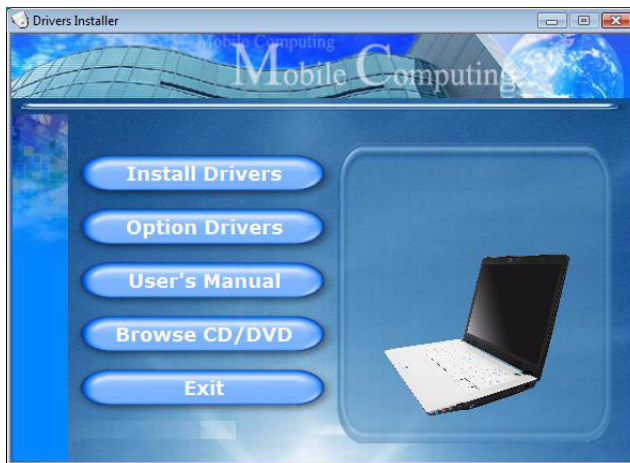 Drivers Installer
Mobile Computing
Mobile Computing
Install Drivers
Option Drivers
User's Manual
Browse CD/DVD
Exit